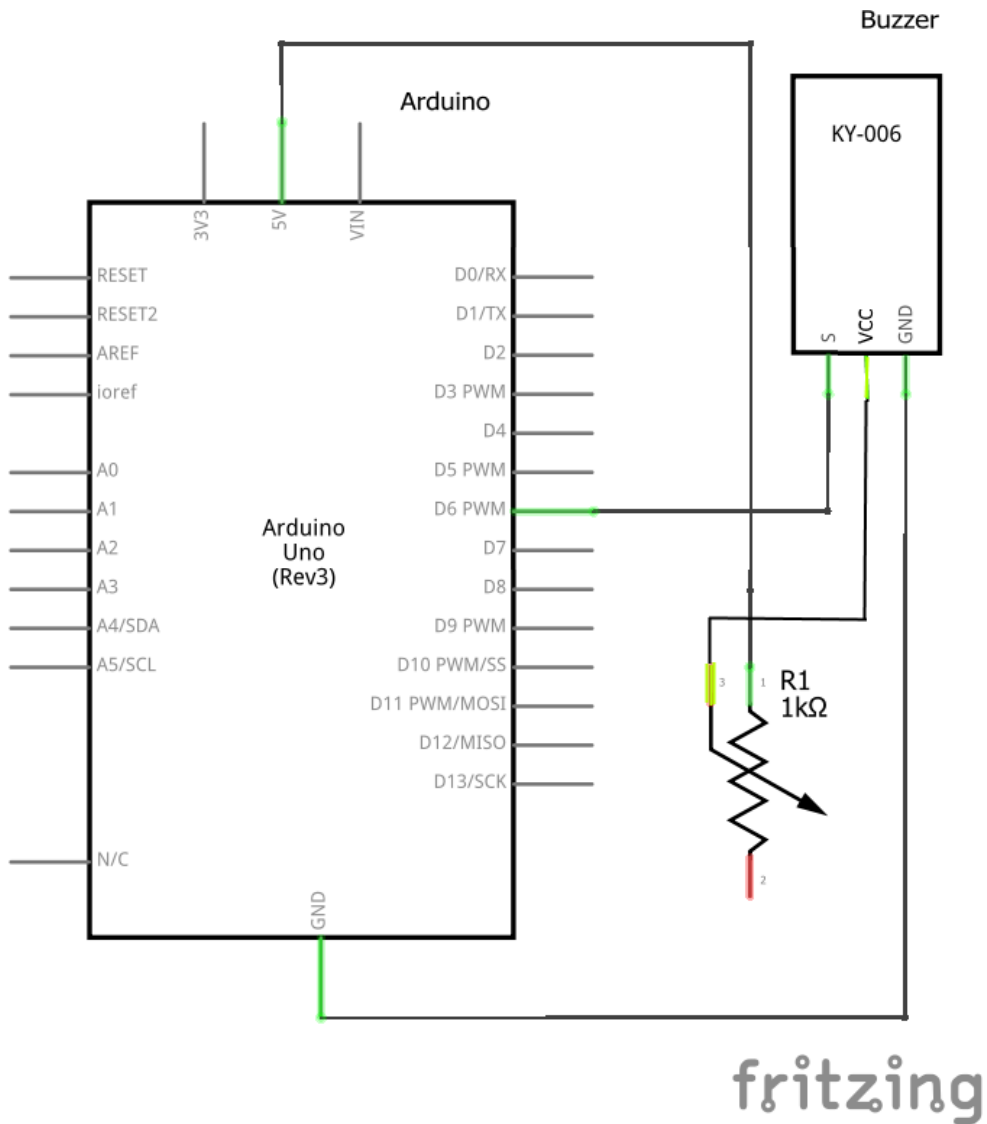 Buzzer
Arduino
KY-006
3V3
5V
VIN
S
VCC
GND
RESET
D0/RX
RESET2
D1/TX
AREF
D2
ioref
D3 PWM
D4
A0
D5 PWM
A1
D6 PWM
Arduino
Uno
(Rev3)
A2
D7
A3
D8
A4/SDA
D9 PWM
A5/SCL
D10 PWM/SS
3
1
R1
1kΩ
D11 PWM/MOSI
D12/MISO
D13/SCK
N/C
2
GND
fritzing